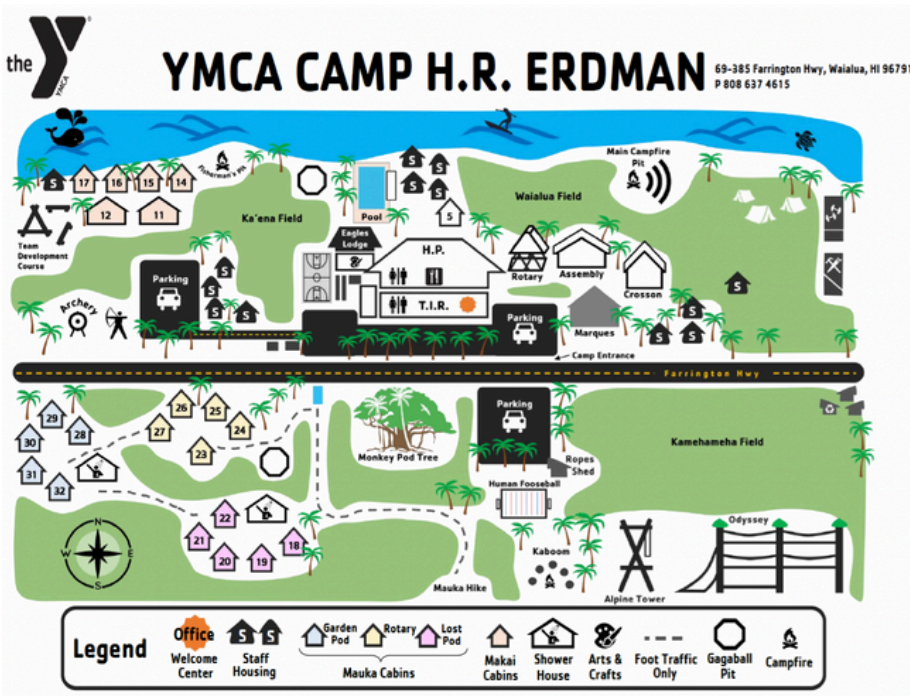 the
YMCA
YMCA CAMP H.R. ERDMAN
69-385 Farrington Hwy, Waialua, HI 96791
P 808 637 4615
S
17
16
15
14
12
11
Fisherman's Pit
Team
Development
Course
Ka'ena Field
Pool
S
S
S
S
5
Waialua Field
Main Campfire
Pit
Eagles
Lodge
H.P.
T.I.R.
Rotary
Assembly
Crosson
Marques
S
S
S
S
Parking
S
S
S
S
Archery
Parking
Camp Entrance
Farrington Hwy
29
30
28
31
32
26
25
27
24
23
Monkey Pod Tree
Parking
Ropes
Shed
Kamehameha Field
Human Fooseball
22
21
20
19
18
N
W
E
S
Mauka Hike
Kaboom
Alpine Tower
Odyssey
Legend
Office
Welcome
Center
S
S
Staff
Housing
Garden
Pod
Rotary
Lost
Pod
Mauka Cabins
Makai
Cabins
Shower
House
Arts &
Crafts
Foot Traffic
Only
Gagaball
Pit
Campfire